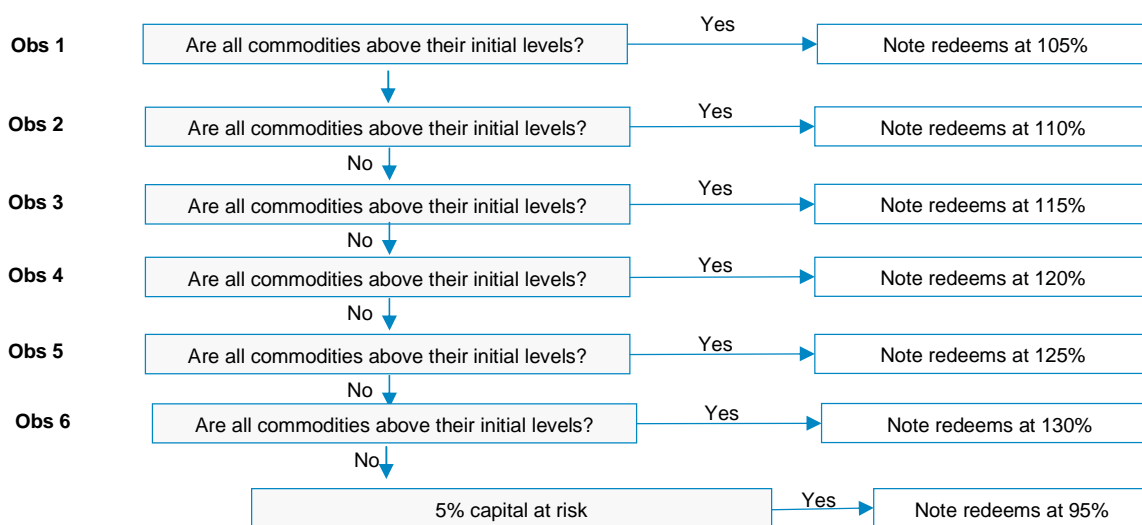 Obs 1 Are all commodities above their initial levels? Yes Note redeems at 105%
Obs 2 Are all commodities above their initial levels? Yes Note redeems at 110%
No
Obs 3 Are all commodities above their initial levels? Yes Note redeems at 115%
No
Obs 4 Are all commodities above their initial levels? Yes Note redeems at 120%
No
Obs 5 Are all commodities above their initial levels? Yes Note redeems at 125%
No
Obs 6 Are all commodities above their initial levels? Yes Note redeems at 130%
No
5% capital at risk Yes Note redeems at 95%